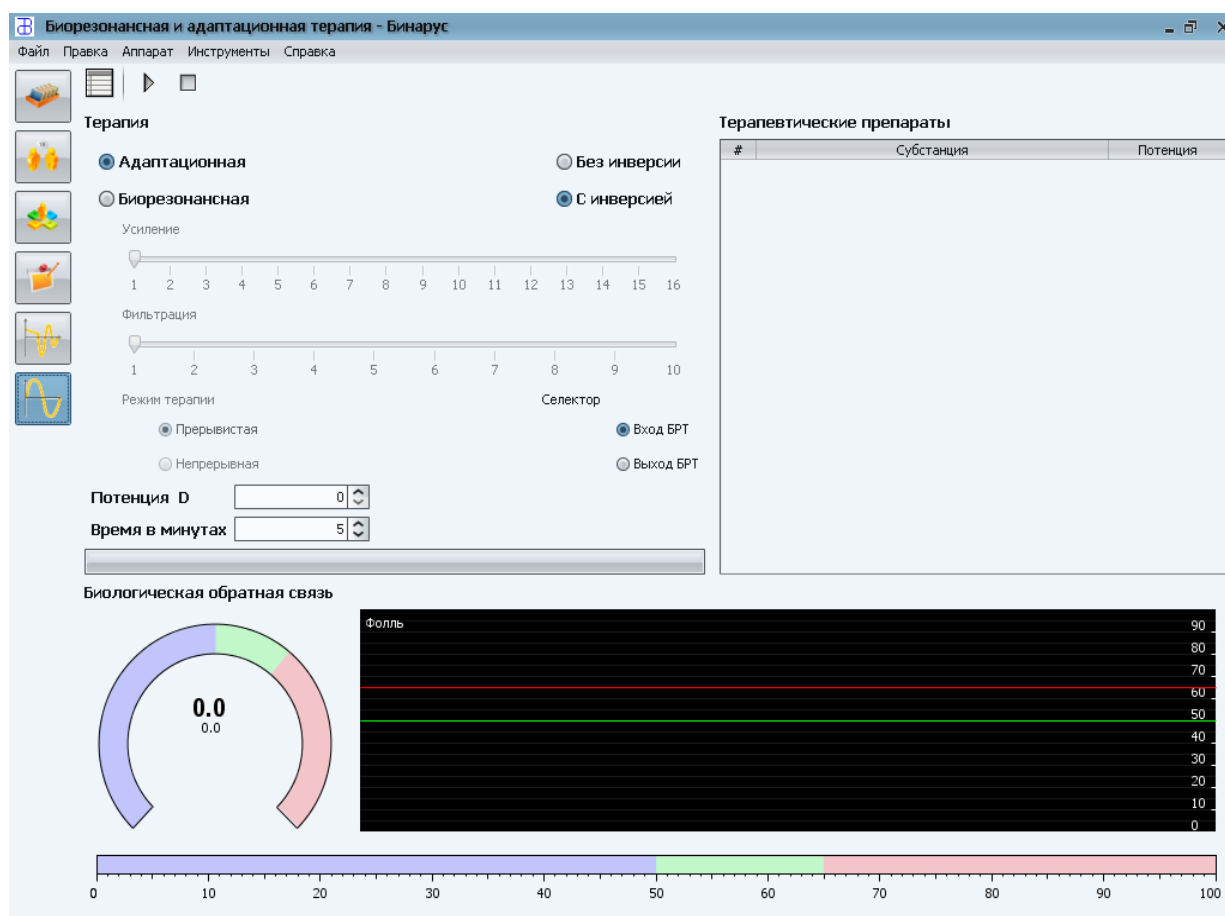 Биорезонансная и адаптационная терапия - Бинарус
Файл Правка Аппарат Инструменты Справка
Терапия
Адаптационная
Без инверсии
Биорезонансная
С инверсией
Усиление
1 2 3 4 5 6 7 8 9 10 11 12 13 14 15 16
Фильтрация
1 2 3 4 5 6 7 8 9 10
Режим терапии
Селектор
Прерывистая
Вход БРТ
Непрерывная
Выход БРТ
Потенция D 0
Время в минутах 5
Терапевтические препараты
# Субстанция Потенция
Биологическая обратная связь
0.0
0.0
Фолль
90
80
70
60
50
40
30
20
10
0
0 10 20 30 40 50 60 70 80 90 100